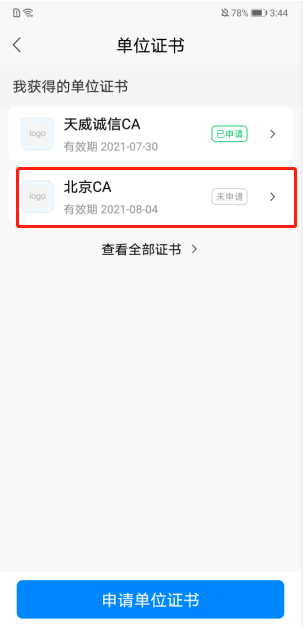 78% 3:44
单位证书
我获得的单位证书
logo 天威诚信CA 已申请
有效期 2021-07-30
logo 北京CA 未申请
有效期 2021-08-04
查看全部证书
申请单位证书